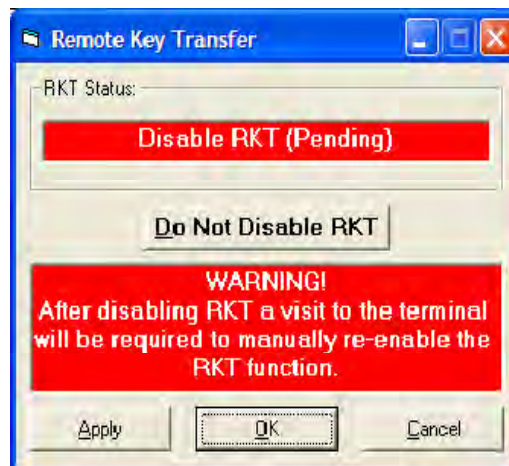 Remote Key Transfer
RKT Status:
Disable RKT (Pending)
Do Not Disable RKT
WARNING!
After disabling RKT a visit to the terminal
will be required to manually re-enable the
RKT function.
Apply
OK
Cancel